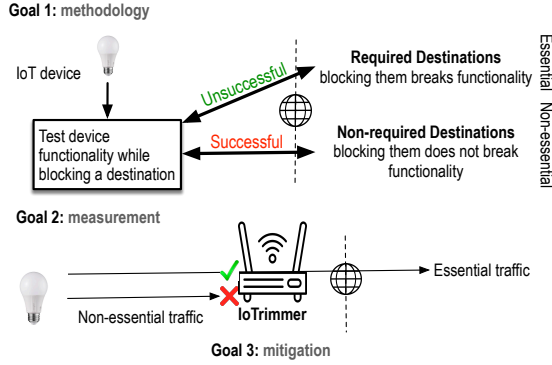 Goal 1: methodology
IoT device
Unsuccessful
Required Destinations
blocking them breaks functionality
Essential
Test device
functionality while
blocking a destination
Successful
Non-required Destinations
blocking them does not break
functionality
Non-essential
Goal 2: measurement
Essential traffic
Non-essential traffic
IoTrimmer
Goal 3: mitigation